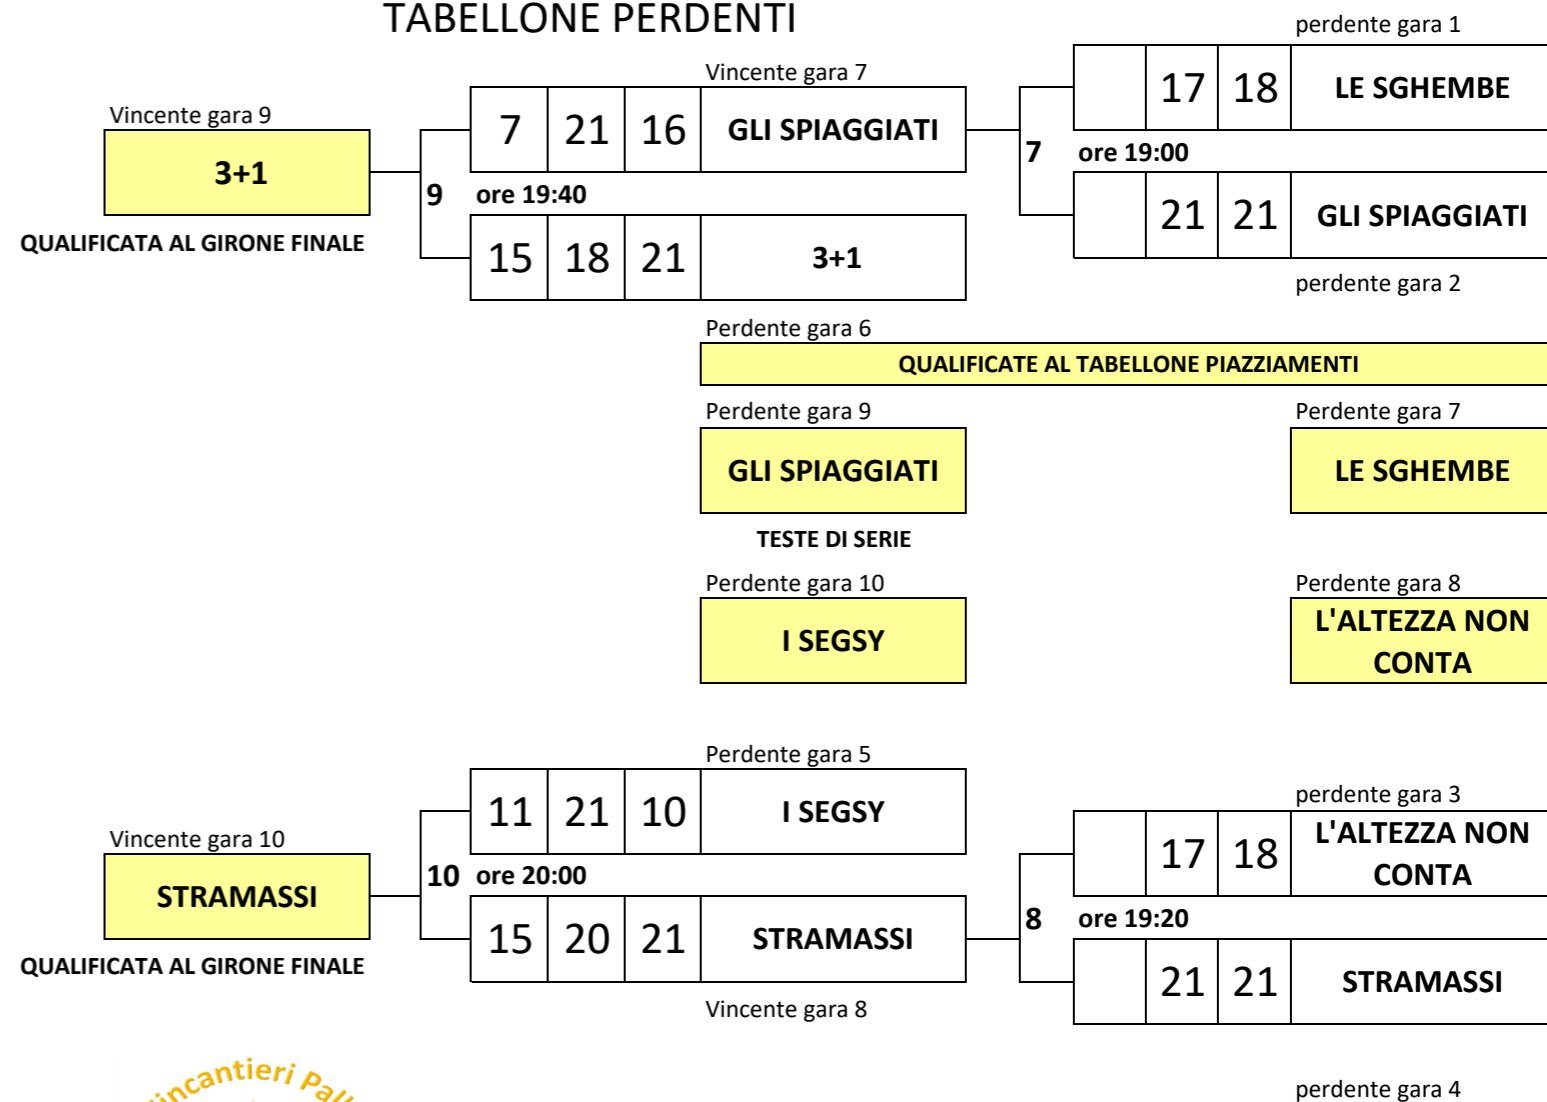 TABELLONE PERDENTI
perdente gara 1
Vincente gara 7
17 18 LE SGHEMBE
Vincente gara 9
7 21 16 GLI SPIAGGIATI
3+1
7 ore 19:00
9 ore 19:40
21 21 GLI SPIAGGIATI
QUALIFICATA AL GIRONE FINALE
15 18 21 3+1
perdente gara 2
Perdente gara 6
QUALIFICATE AL TABELLONE PIAZZIAMENTI
Perdente gara 9
Perdente gara 7
GLI SPIAGGIATI
LE SGHEMBE
TESTE DI SERIE
Perdente gara 10
Perdente gara 8
I SEGSY
L'ALTEZZA NON
CONTA
Perdente gara 5
perdente gara 3
11 21 10 I SEGSY
Vincente gara 10
17 18 L'ALTEZZA NON
CONTA
10 ore 20:00
STRAMASSI
8 ore 19:20
15 20 21 STRAMASSI
QUALIFICATA AL GIRONE FINALE
21 21 STRAMASSI
Vincente gara 8
perdente gara 4